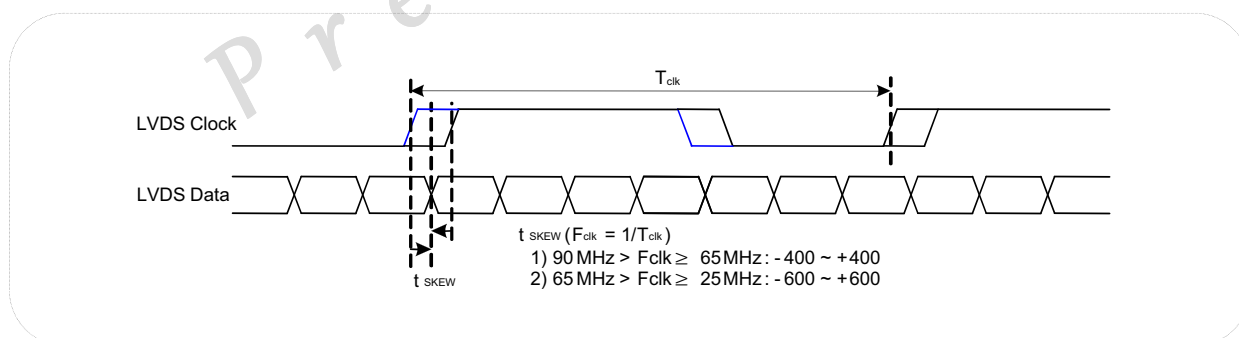 P r e
T clk
LVDS Clock
LVDS Data
t SKEW (F clk = 1/T clk)
1) 90 MHz > Fclk ≥ 65 MHz : - 400 ~ +400
2) 65 MHz > Fclk ≥ 25 MHz : - 600 ~ +600
t SKEW